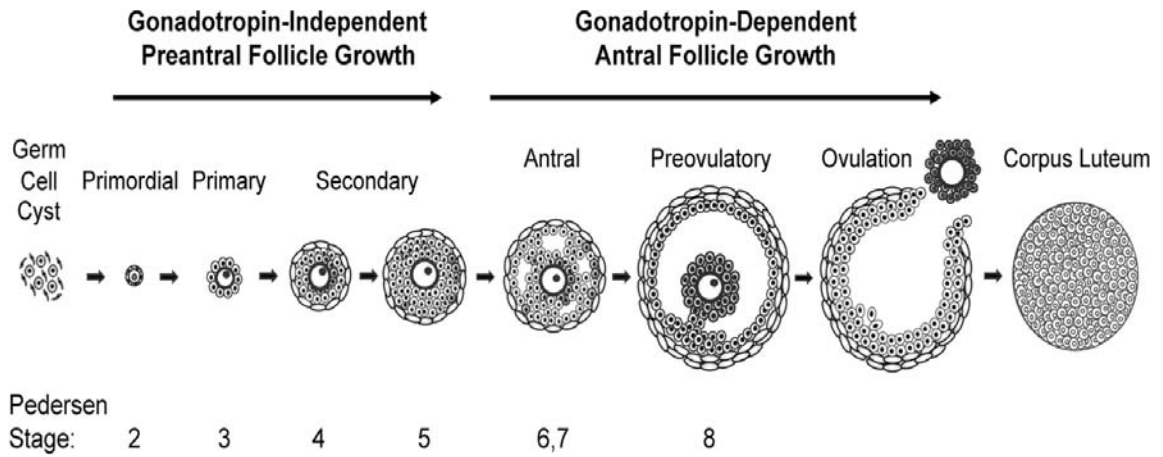 Gonadotropin-Independent
Preantral Follicle Growth
Gonadotropin-Dependent
Antral Follicle Growth
Germ
Cell
Cyst
Primordial
Primary
Secondary
Antral
Preovulatory
Ovulation
Corpus Luteum
Pedersen
Stage: 2 3 4 5 6,7 8